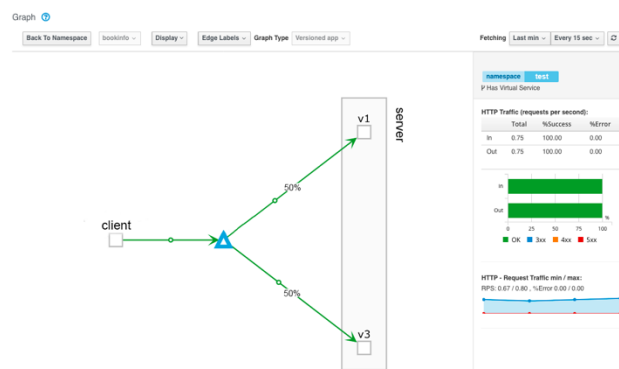 Graph
Back To Namespace bookinfo Display Edge Labels Graph Type Versioned app Fetching Last min Every 15 sec
namespace test
Has Virtual Service
HTTP Traffic (requests per second):
Total %Success %Error
In 0.75 100.00 0.00
Out 0.75 100.00 0.00
In
Out
%
0 25 50 75 100
OK 3xx 4xx 5xx
HTTP - Request Traffic min / max:
RPS: 0.67 / 0.80 , %Error 0.00 / 0.00
client
50%
50%
server
v1
v3